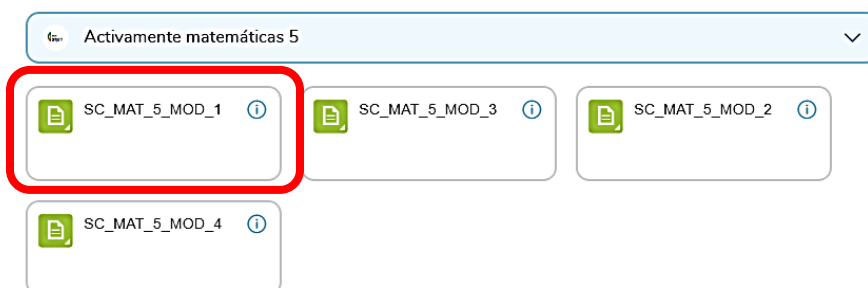 Activamente matemáticas 5
SC_MAT_5_MOD_1
SC_MAT_5_MOD_3
SC_MAT_5_MOD_2
SC_MAT_5_MOD_4